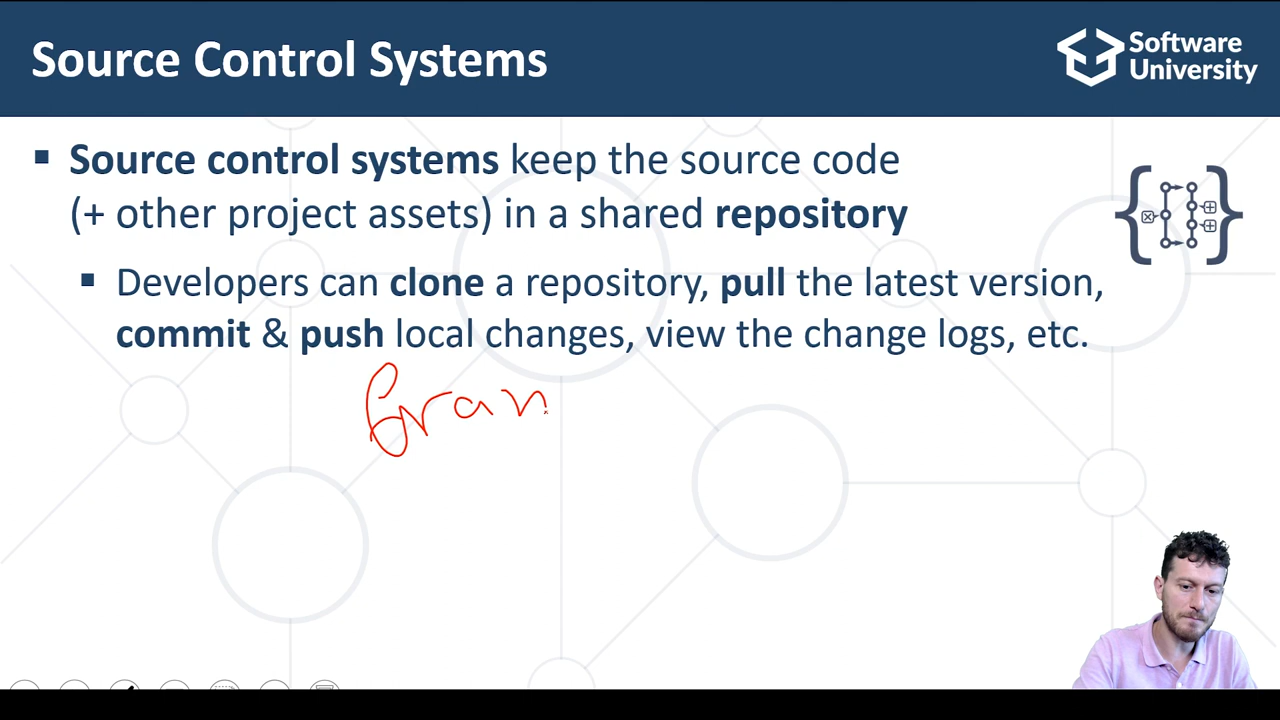 Source Control Systems
Software
University
▪ Source control systems keep the source code
(+ other project assets) in a shared repository
▪ Developers can clone a repository, pull the latest version,
commit & push local changes, view the change logs, etc.
bran